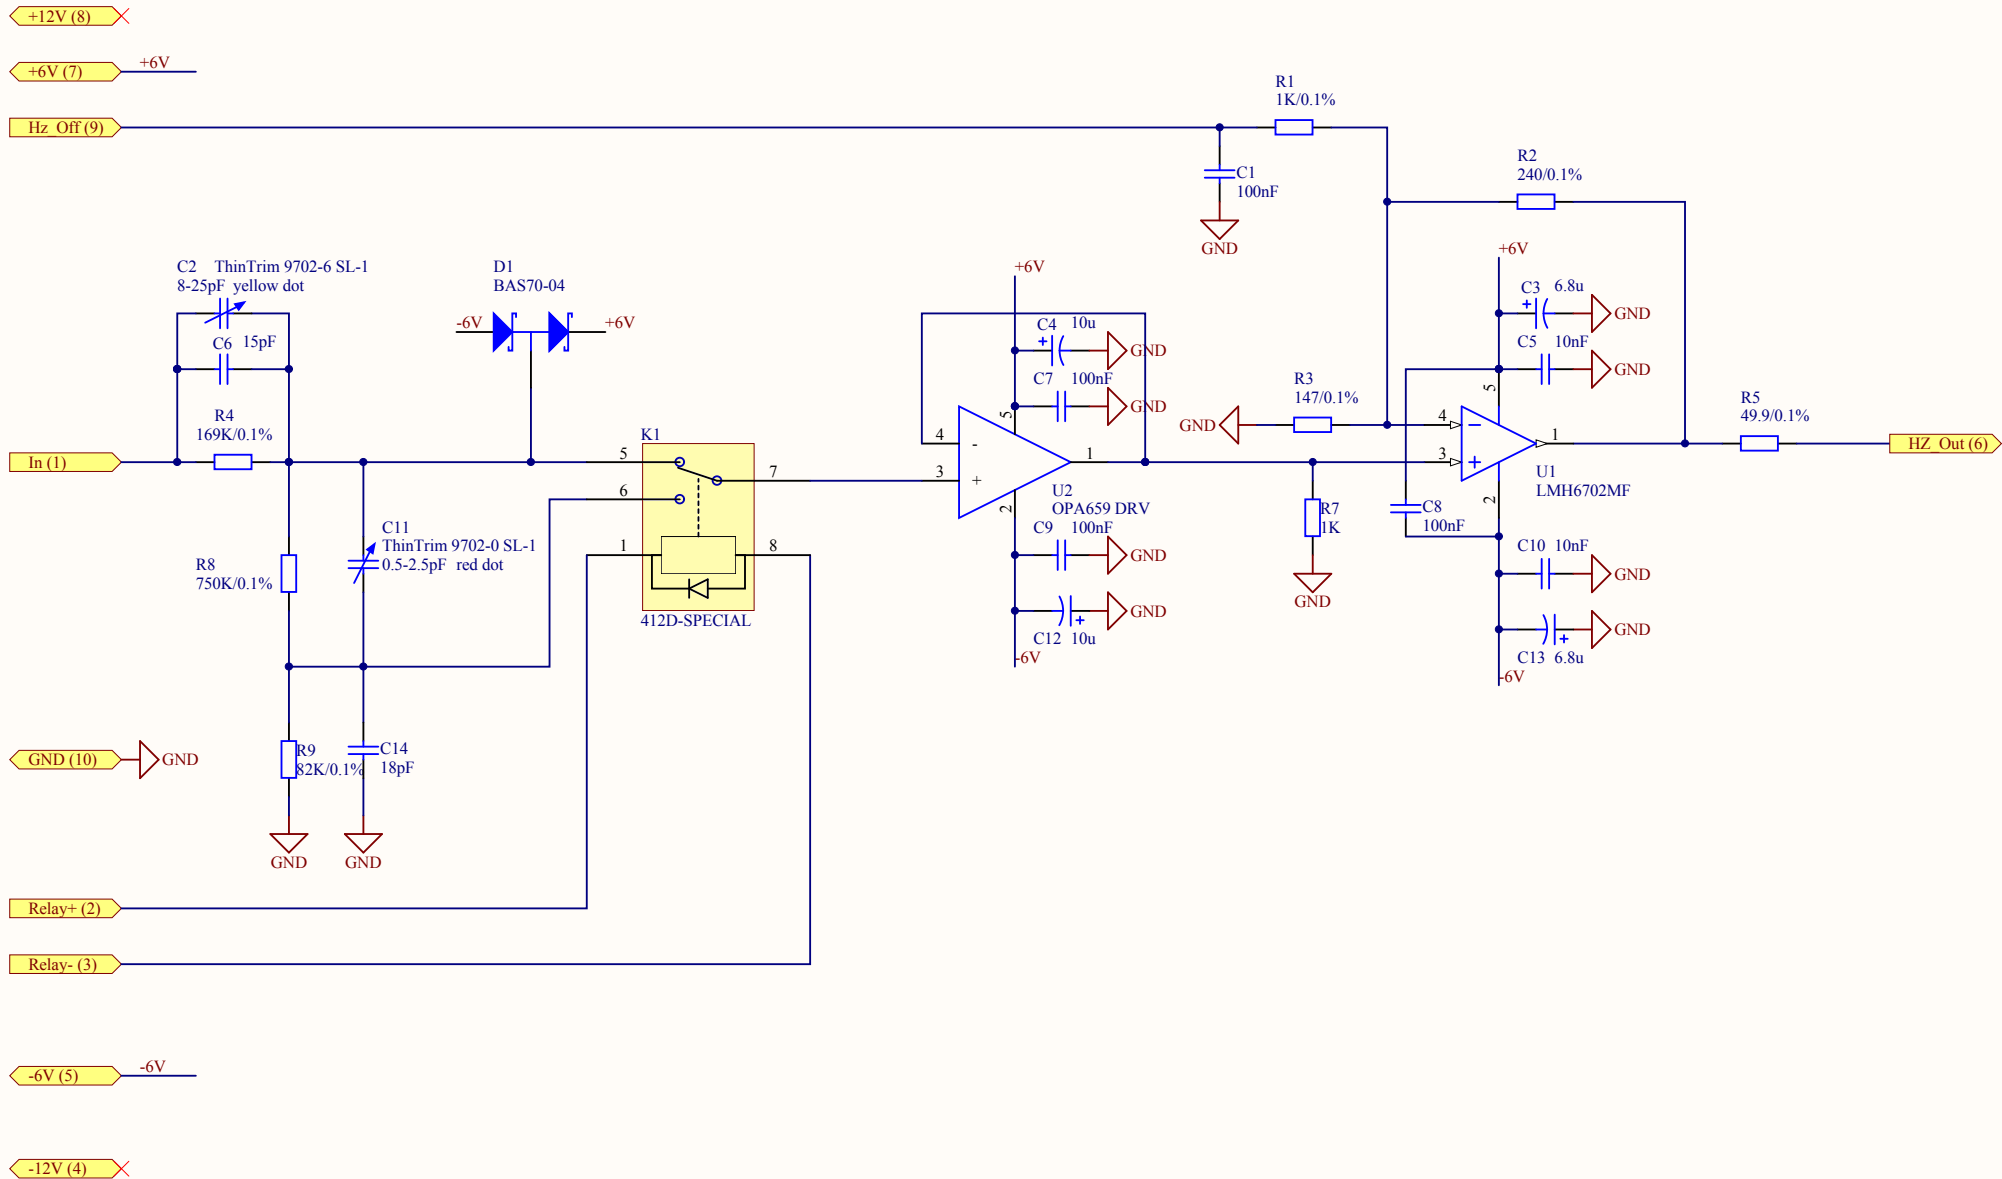 +12V (8)
+6V (7)
+6V
Hz_Off (9)
R1
1K/0.1%
C1
100nF
GND
R2
240/0.1%
C2 ThinTrim 9702-6 SL-1
8-25pF yellow dot
C6 15pF
R4
169K/0.1%
In (1)
D1
BAS70-04
-6V
+6V
K1
5
6
7
1
8
412D-SPECIAL
C11
ThinTrim 9702-0 SL-1
0.5-2.5pF red dot
R8
750K/0.1%
R9
82K/0.1%
C14
18pF
GND
GND
GND (10)
GND
Relay+ (2)
Relay- (3)
-6V (5)
-6V
-12V (4)
+6V
C4 10u
GND
C7 100nF
GND
5
4
-
3
+
1
2
U2
OPA659 DRV
C9 100nF
GND
C12 10u
GND
-6V
R3
147/0.1%
GND
R7
1K
GND
+6V
C3 6.8u
GND
C5 10nF
GND
5
4
3
1
2
U1
LMH6702MF
C8
100nF
C10 10nF
GND
C13 6.8u
GND
-6V
R5
49.9/0.1%
HZ_Out (6)